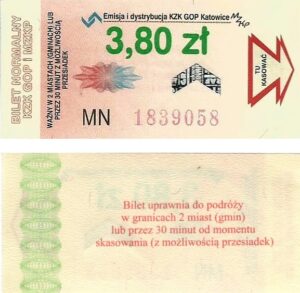 BILET NORMALNY
KZK GOP i MZKP
WAŻNY W 2 MIASTACH (GMINACH) LUB
PRZEZ 30 MINUT Z MOŻLIWOŚCIĄ
PRZESIADEK
Emisja i dystrybucja KZK GOP Katowice
MZKP
3,80 zł
MN 1839058
TU
KASOWAĆ
Bilet uprawnia do podróży
w granicach 2 miast (gmin)
lub przez 30 minut od momentu
skasowania (z możliwością przesiadek)